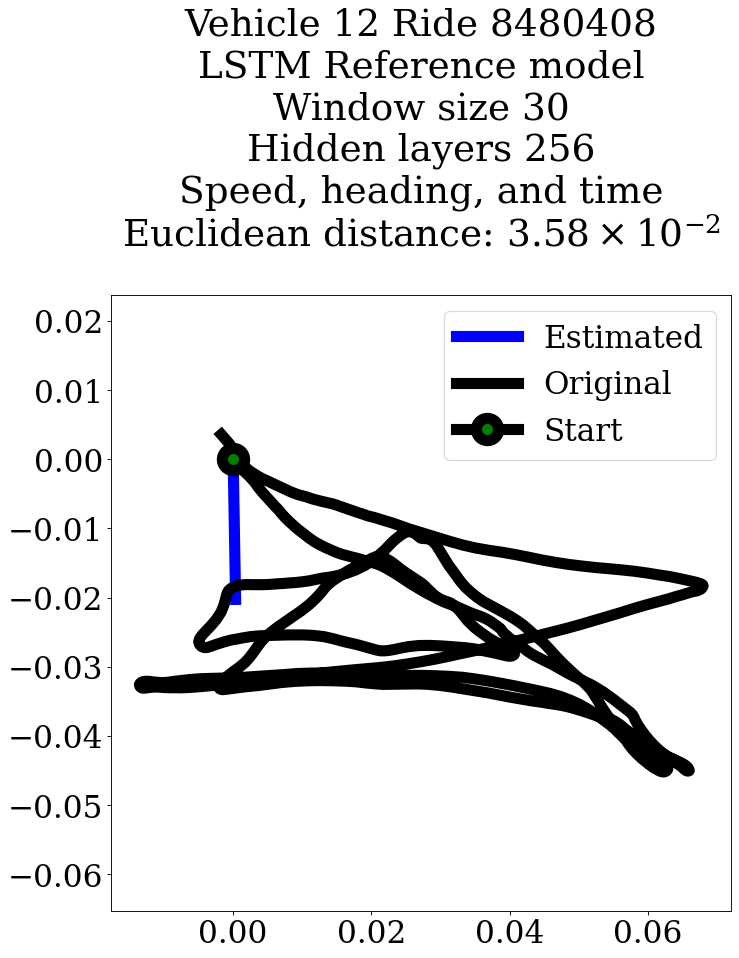 Vehicle 12 Ride 8480408
LSTM Reference model
Window size 30
Hidden layers 256
Speed, heading, and time
Euclidean distance: 3.58 × 10⁻²
Estimated
Original
Start
0.02
0.01
0.00
−0.01
−0.02
−0.03
−0.04
−0.05
−0.06
0.00 0.02 0.04 0.06